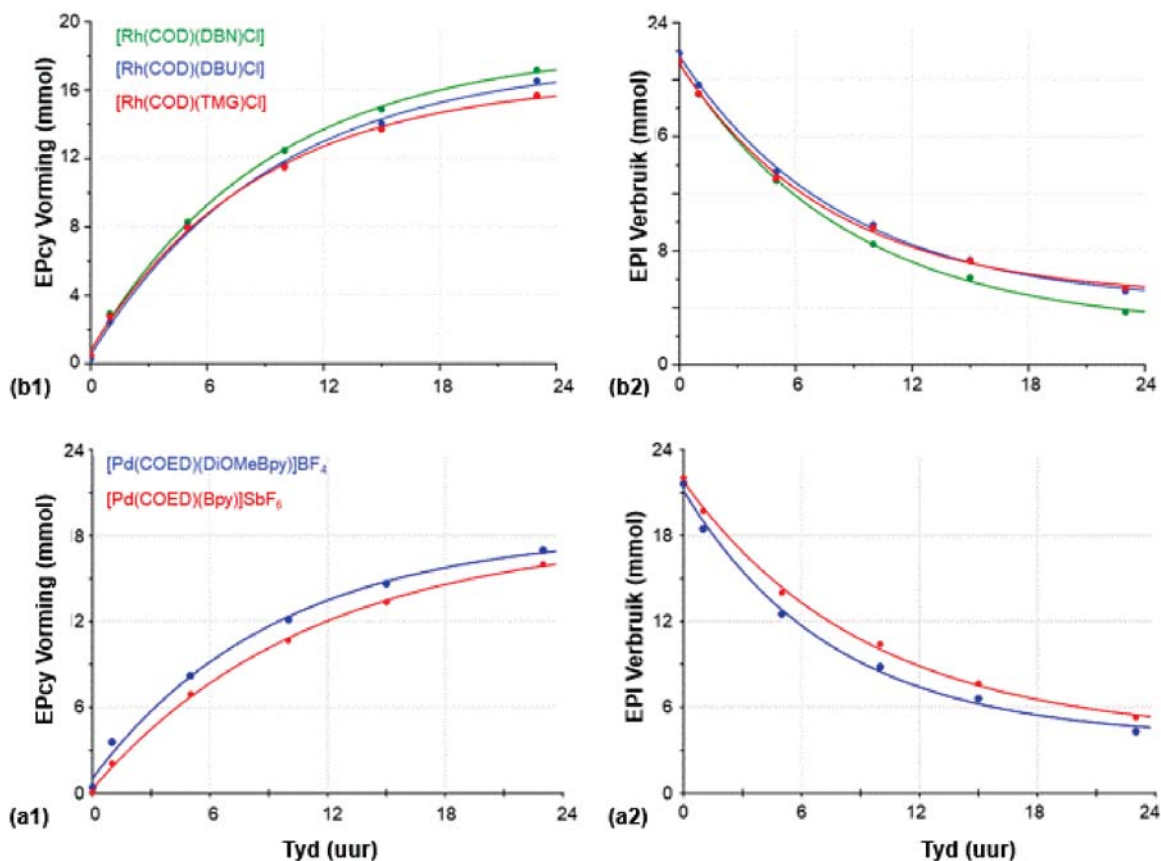 20
16
12
8
4
0
EPcy Vorming (mmol)
[Rh(COD)(DBN)Cl]
[Rh(COD)(DBU)Cl]
[Rh(COD)(TMG)Cl]
(b1)
0 6 12 18 24
24
6
8
0
EPI Verbruik (mmol)
(b2)
0 6 12 18 24
24
8
2
6
0
EPcy Vorming (mmol)
[Pd(COED)(DiOMeBpy)]BF₄
[Pd(COED)(Bpy)]SbF₆
(a1)
0 6 12 18 24
Tyd (uur)
24
18
12
6
0
EPI Verbruik (mmol)
(a2)
0 6 12 18 24
Tyd (uur)